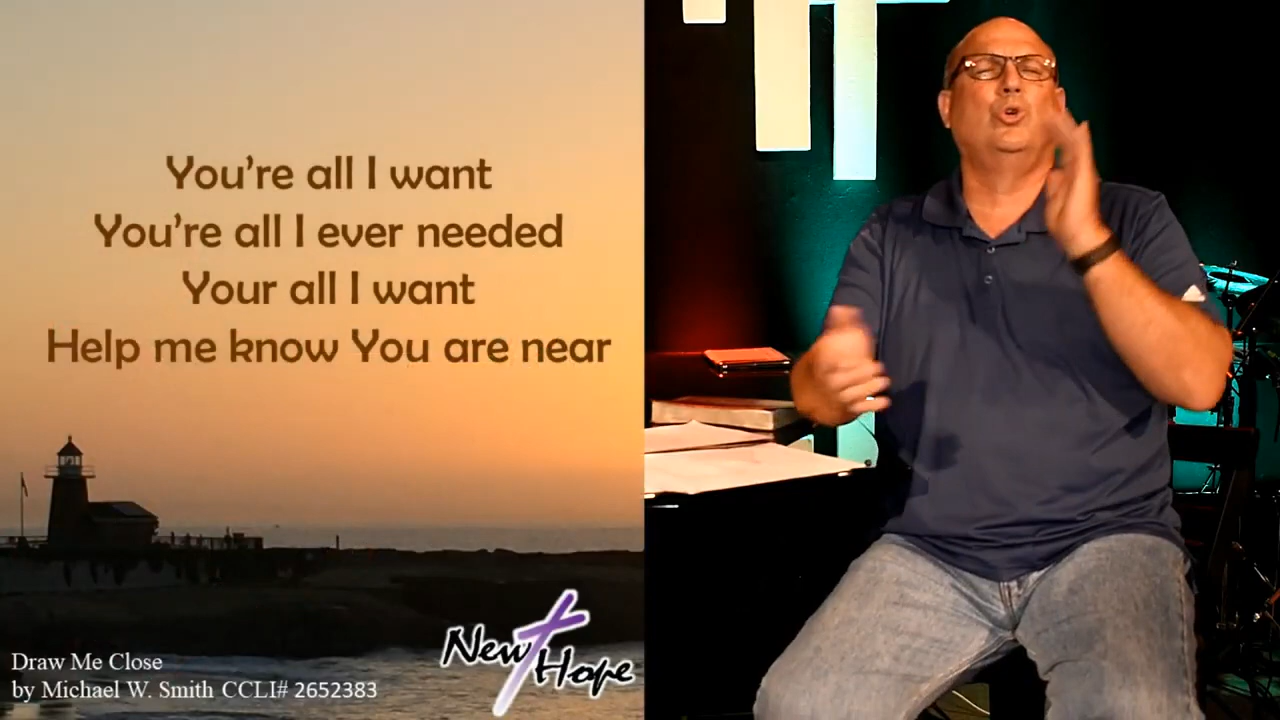 You're all I want
You're all I ever needed
Your all I want
Help me know You are near
New Hope
Draw Me Close
by Michael W. Smith CCLI# 2652383